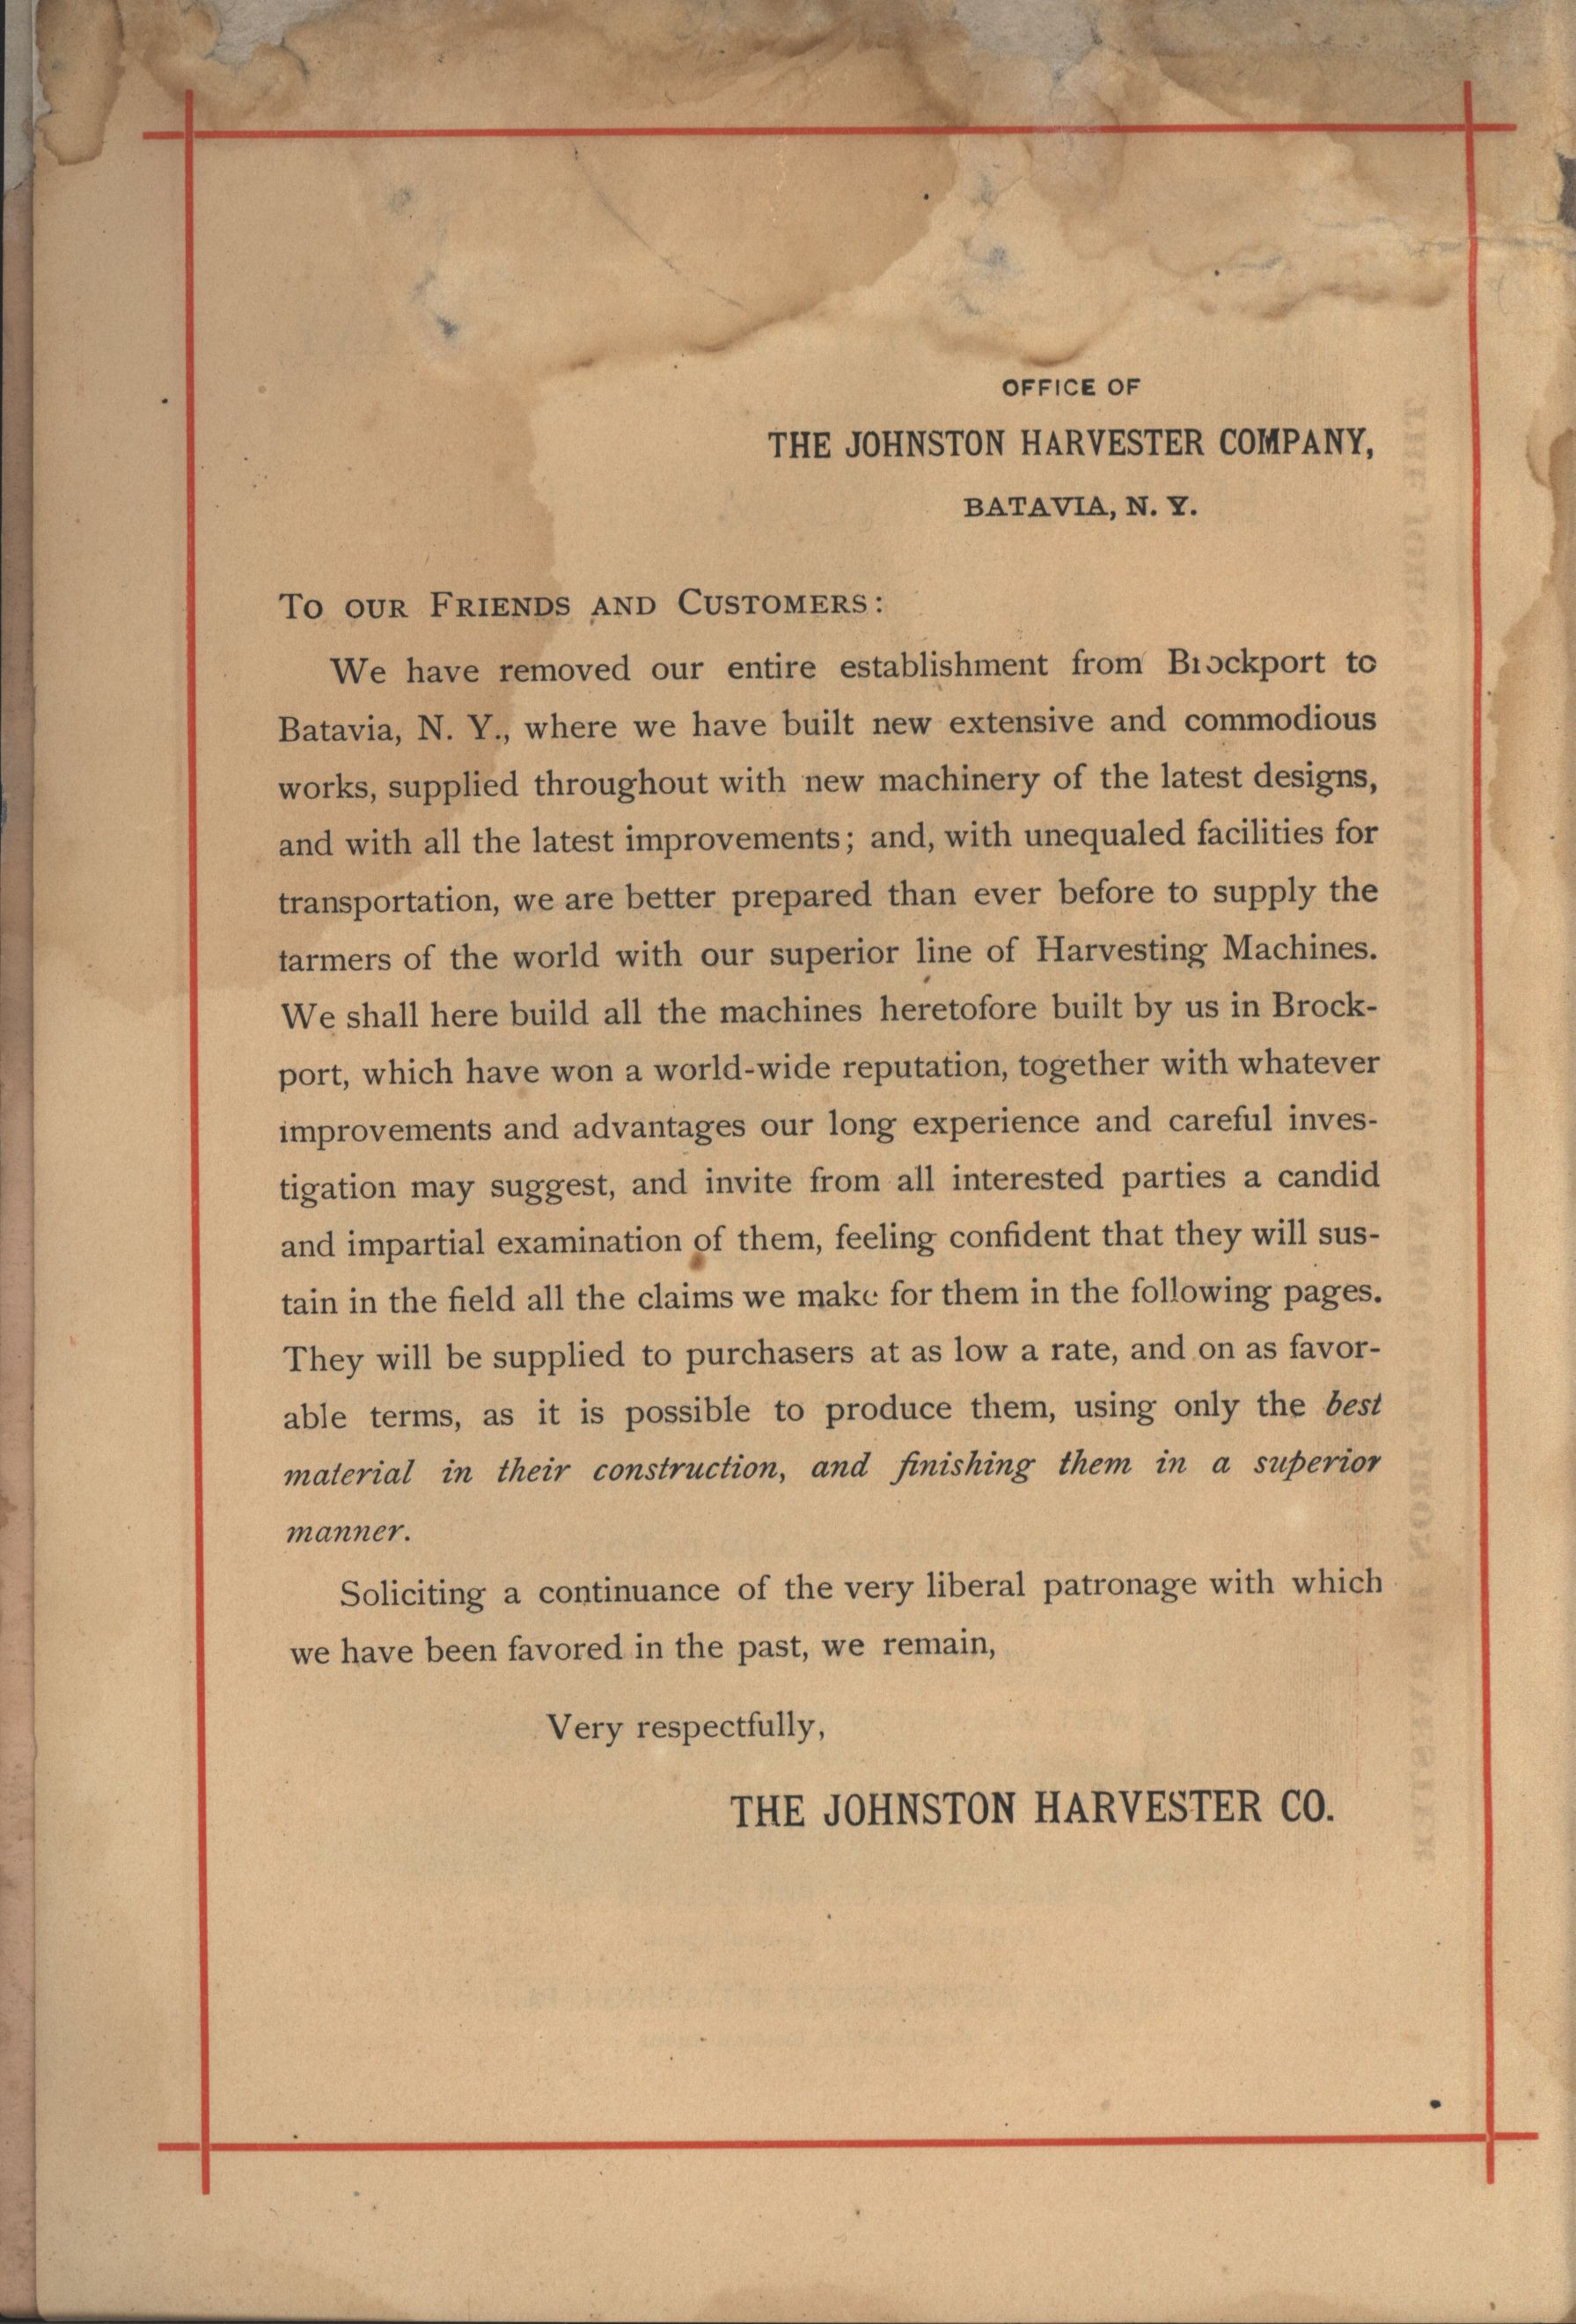 OFFICE OF
THE JOHNSTON HARVESTER COMPANY,
BATAVIA, N. Y.
To our Friends and Customers:
We have removed our entire establishment from Brockport to
Batavia, N. Y., where we have built new extensive and commodious
works, supplied throughout with new machinery of the latest designs,
and with all the latest improvements; and, with unequaled facilities for
transportation, we are better prepared than ever before to supply the
farmers of the world with our superior line of Harvesting Machines.
We shall here build all the machines heretofore built by us in Brock-
port, which have won a world-wide reputation, together with whatever
improvements and advantages our long experience and careful inves-
tigation may suggest, and invite from all interested parties a candid
and impartial examination of them, feeling confident that they will sus-
tain in the field all the claims we make for them in the following pages.
They will be supplied to purchasers at as low a rate, and on as favor-
able terms, as it is possible to produce them, using only the best
material in their construction, and finishing them in a superior
manner.
Soliciting a continuance of the very liberal patronage with which
we have been favored in the past, we remain,
Very respectfully,
THE JOHNSTON HARVESTER CO.